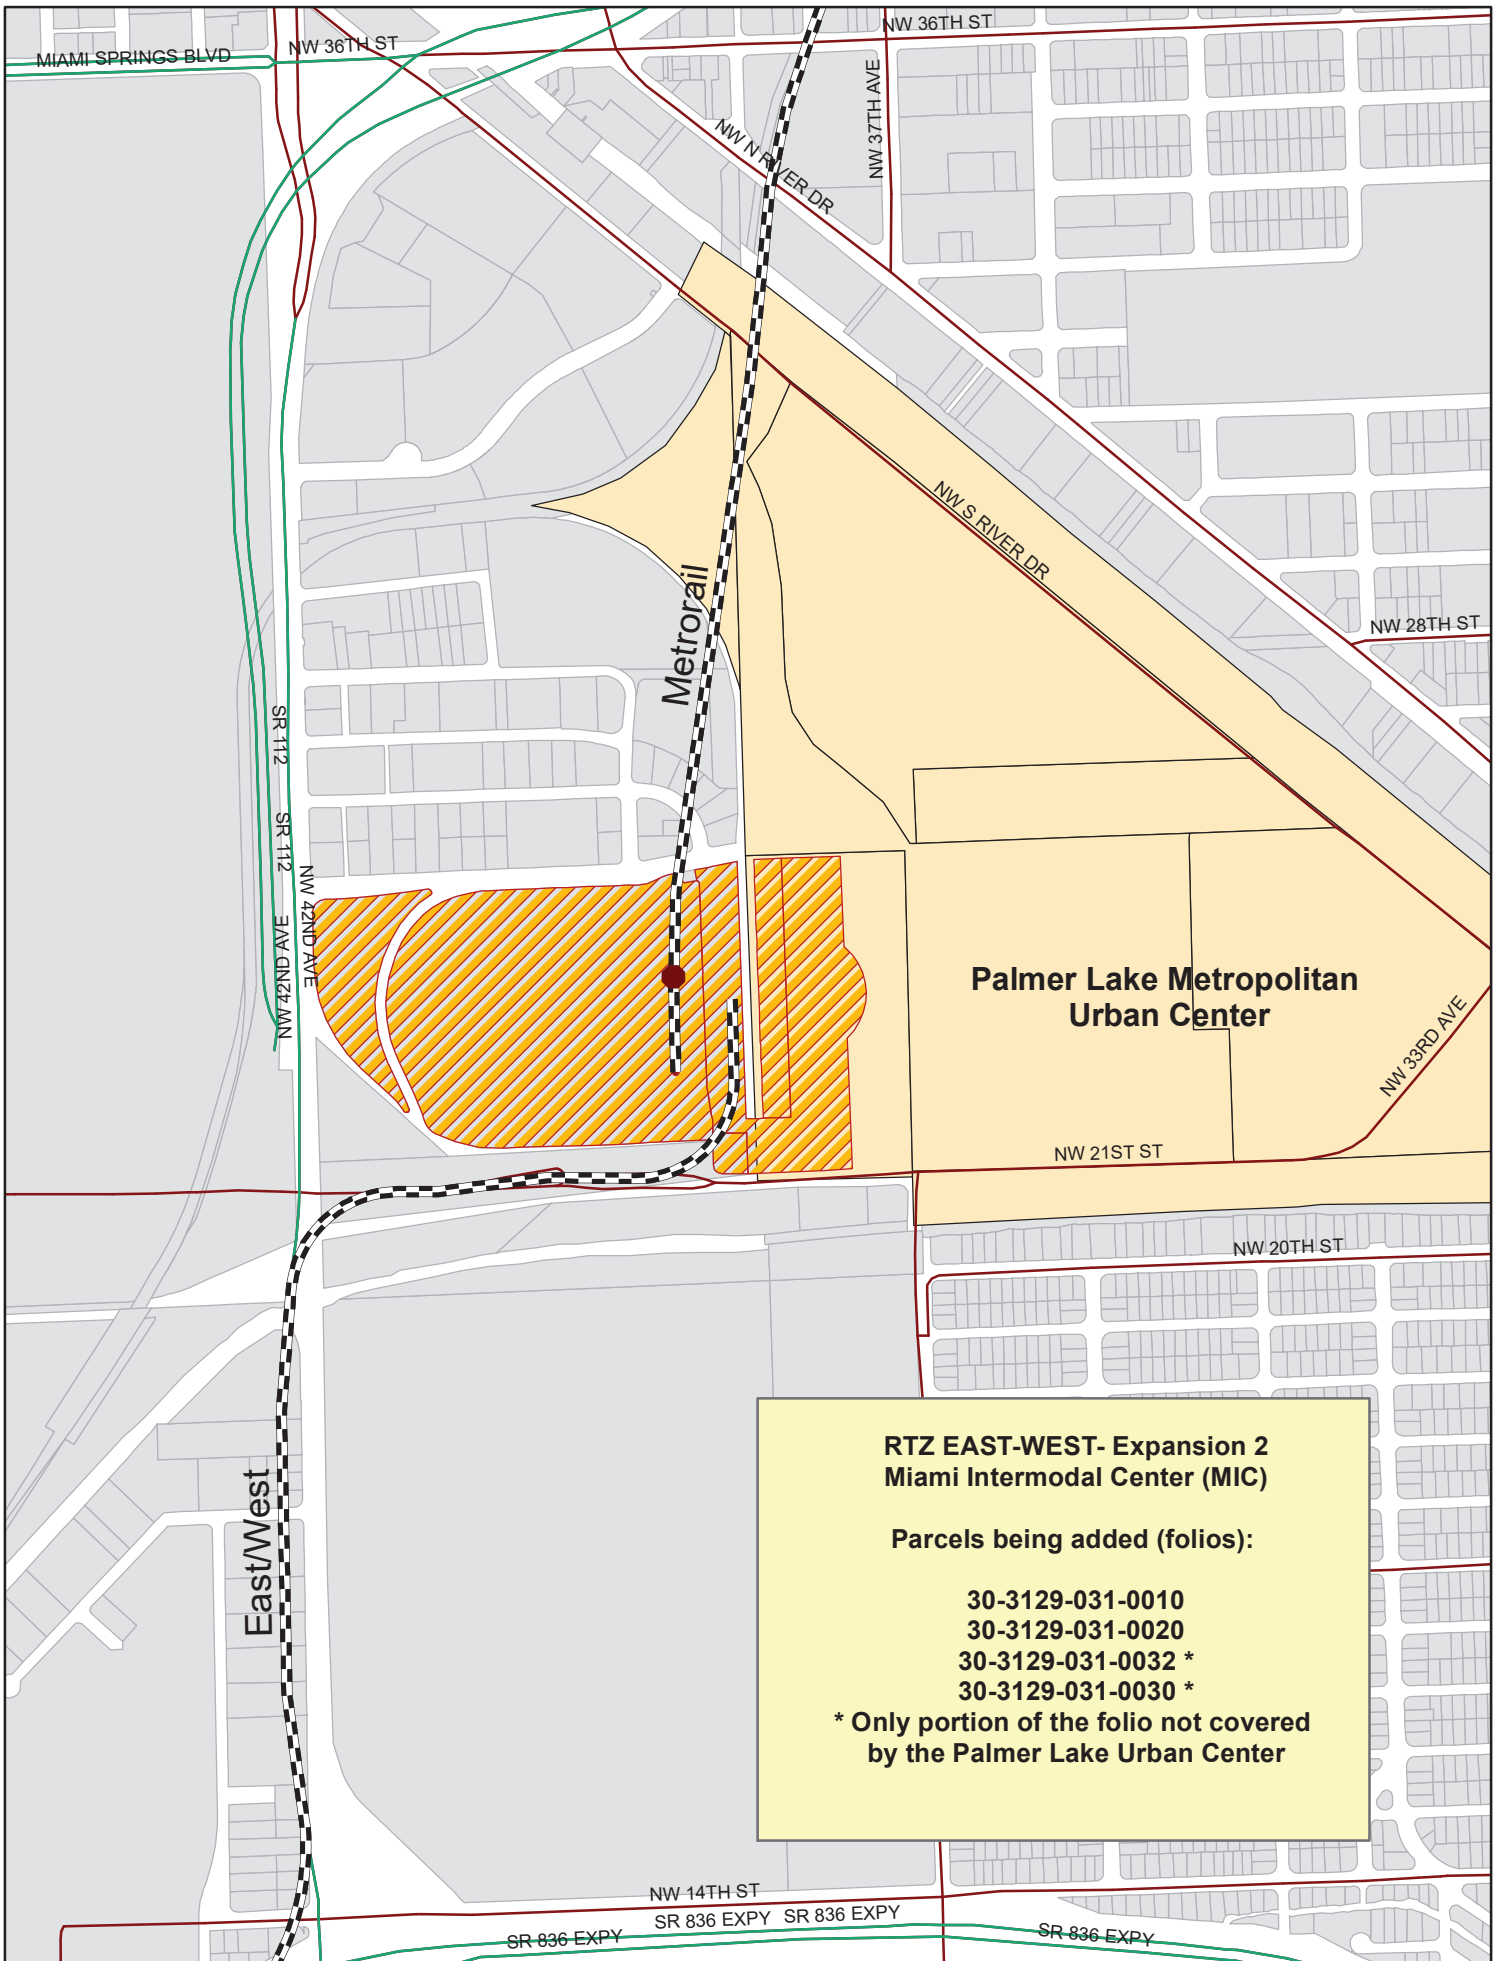 NW 36TH ST
MIAMI SPRINGS BLVD
NW 36TH ST
NW 37TH AVE
NW N RIVER DR
NW S RIVER DR
Metrorail
NW 28TH ST
SR 112
SR 112
NW 42ND AVE
NW 42ND AVE
Palmer Lake Metropolitan
Urban Center
NW 33RD AVE
NW 21ST ST
NW 20TH ST
East/West
RTZ EAST-WEST- Expansion 2
Miami Intermodal Center (MIC)
Parcels being added (folios):
30-3129-031-0010
30-3129-031-0020
30-3129-031-0032 *
30-3129-031-0030 *
* Only portion of the folio not covered
by the Palmer Lake Urban Center
NW 14TH ST
SR 836 EXPY
SR 836 EXPY
SR 836 EXPY
SR 836 EXPY